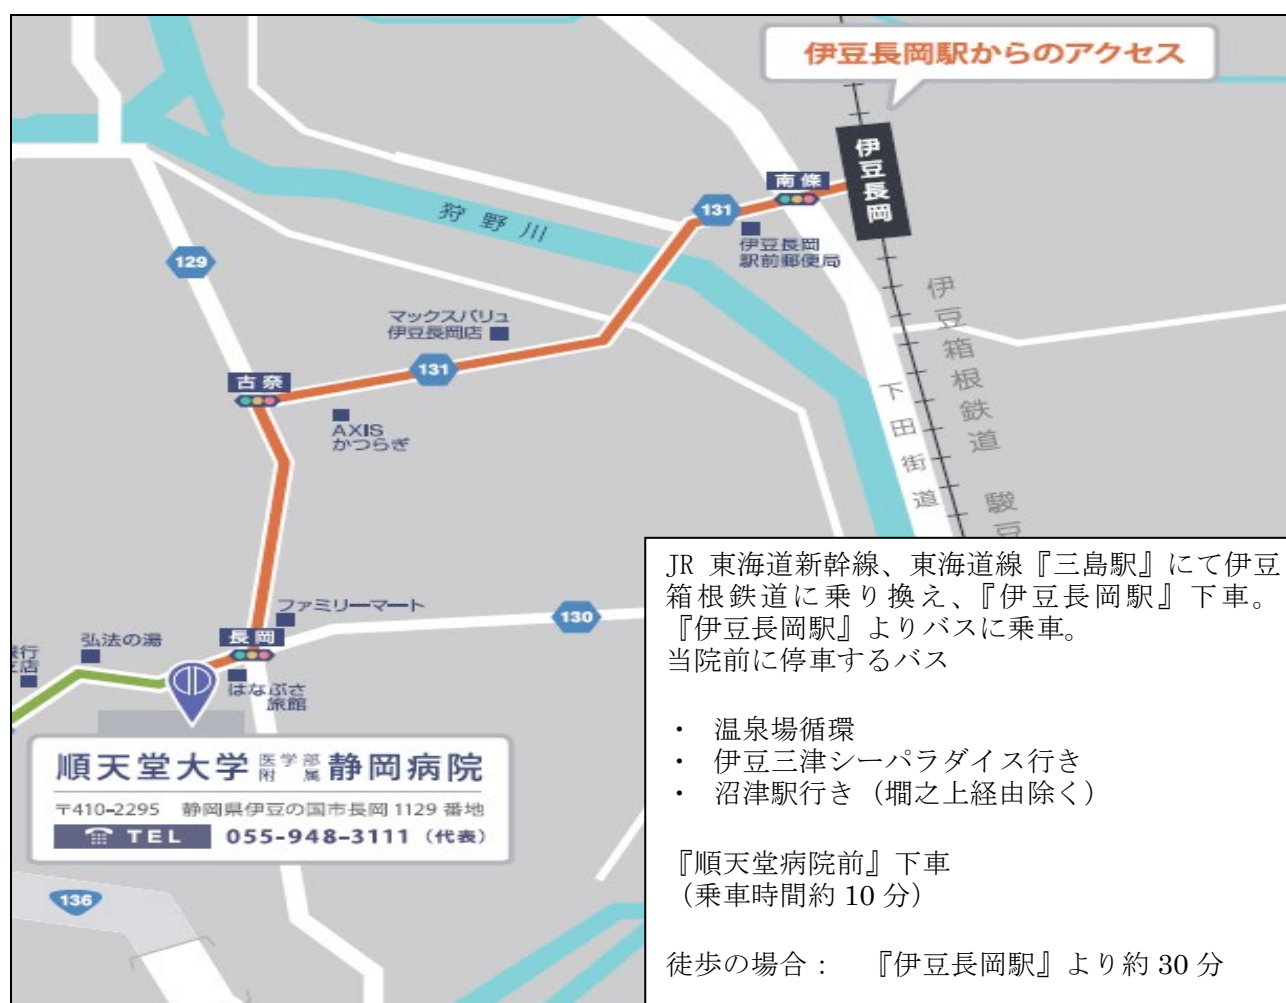 伊豆長岡駅からのアクセス
伊豆長岡
南條
131
伊豆長岡
駅前郵便局
狩野川
129
マックスバリュ
伊豆長岡店
131
古奈
AXIS
かつらぎ
伊豆箱根鉄道 駿豆
下田街道
ファミリーマート
130
弘法の湯
長岡
はなぶさ
旅館
順天堂大学 医学部附属 静岡病院
〒410-2295 静岡県伊豆の国市長岡 1129 番地
TEL 055-948-3111（代表）
136
JR 東海道新幹線、東海道線『三島駅』にて伊豆
箱根鉄道に乗り換え、『伊豆長岡駅』下車。
『伊豆長岡駅』よりバスに乗車。
当院前に停車するバス
・ 温泉場循環
・ 伊豆三津シーパラダイス行き
・ 沼津駅行き（墹之上経由除く）
『順天堂病院前』下車
（乗車時間約 10 分）
徒歩の場合： 『伊豆長岡駅』より約 30 分